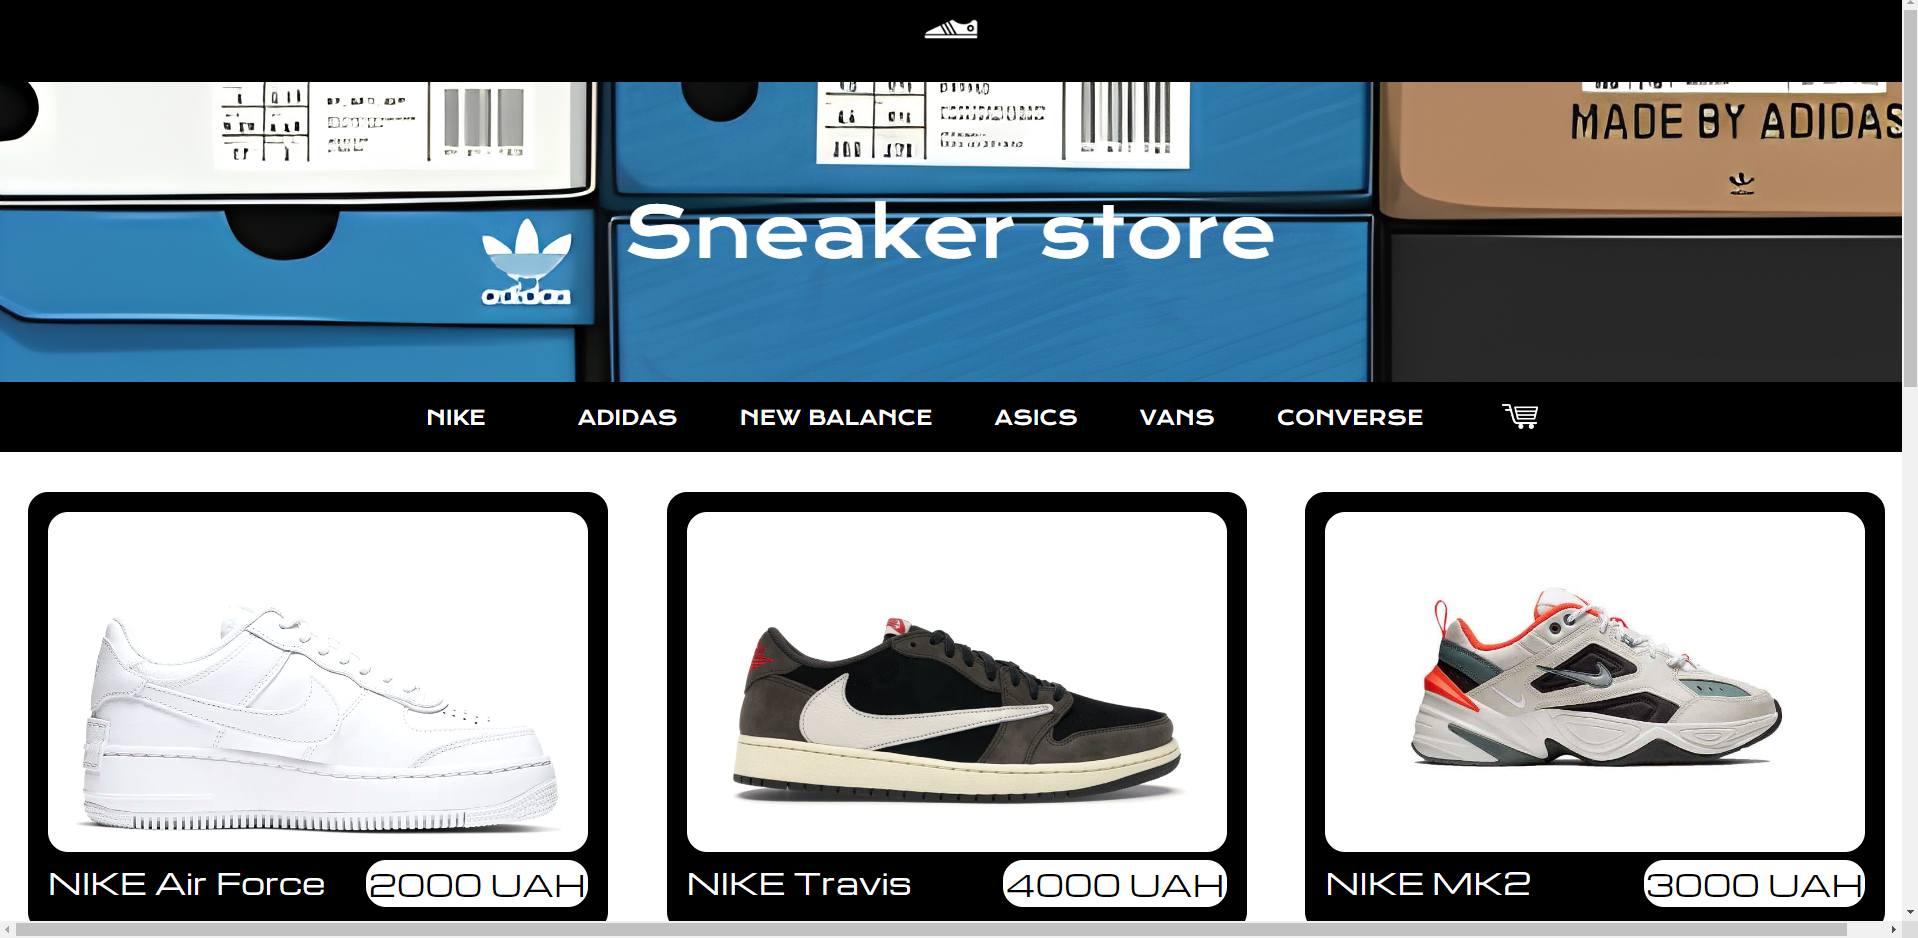 MADE BY ADIDAS
Sneaker store
NIKE
ADIDAS
NEW BALANCE
ASICS
VANS
CONVERSE
NIKE Air Force
2000 UAH
NIKE Travis
4000 UAH
NIKE MK2
3000 UAH